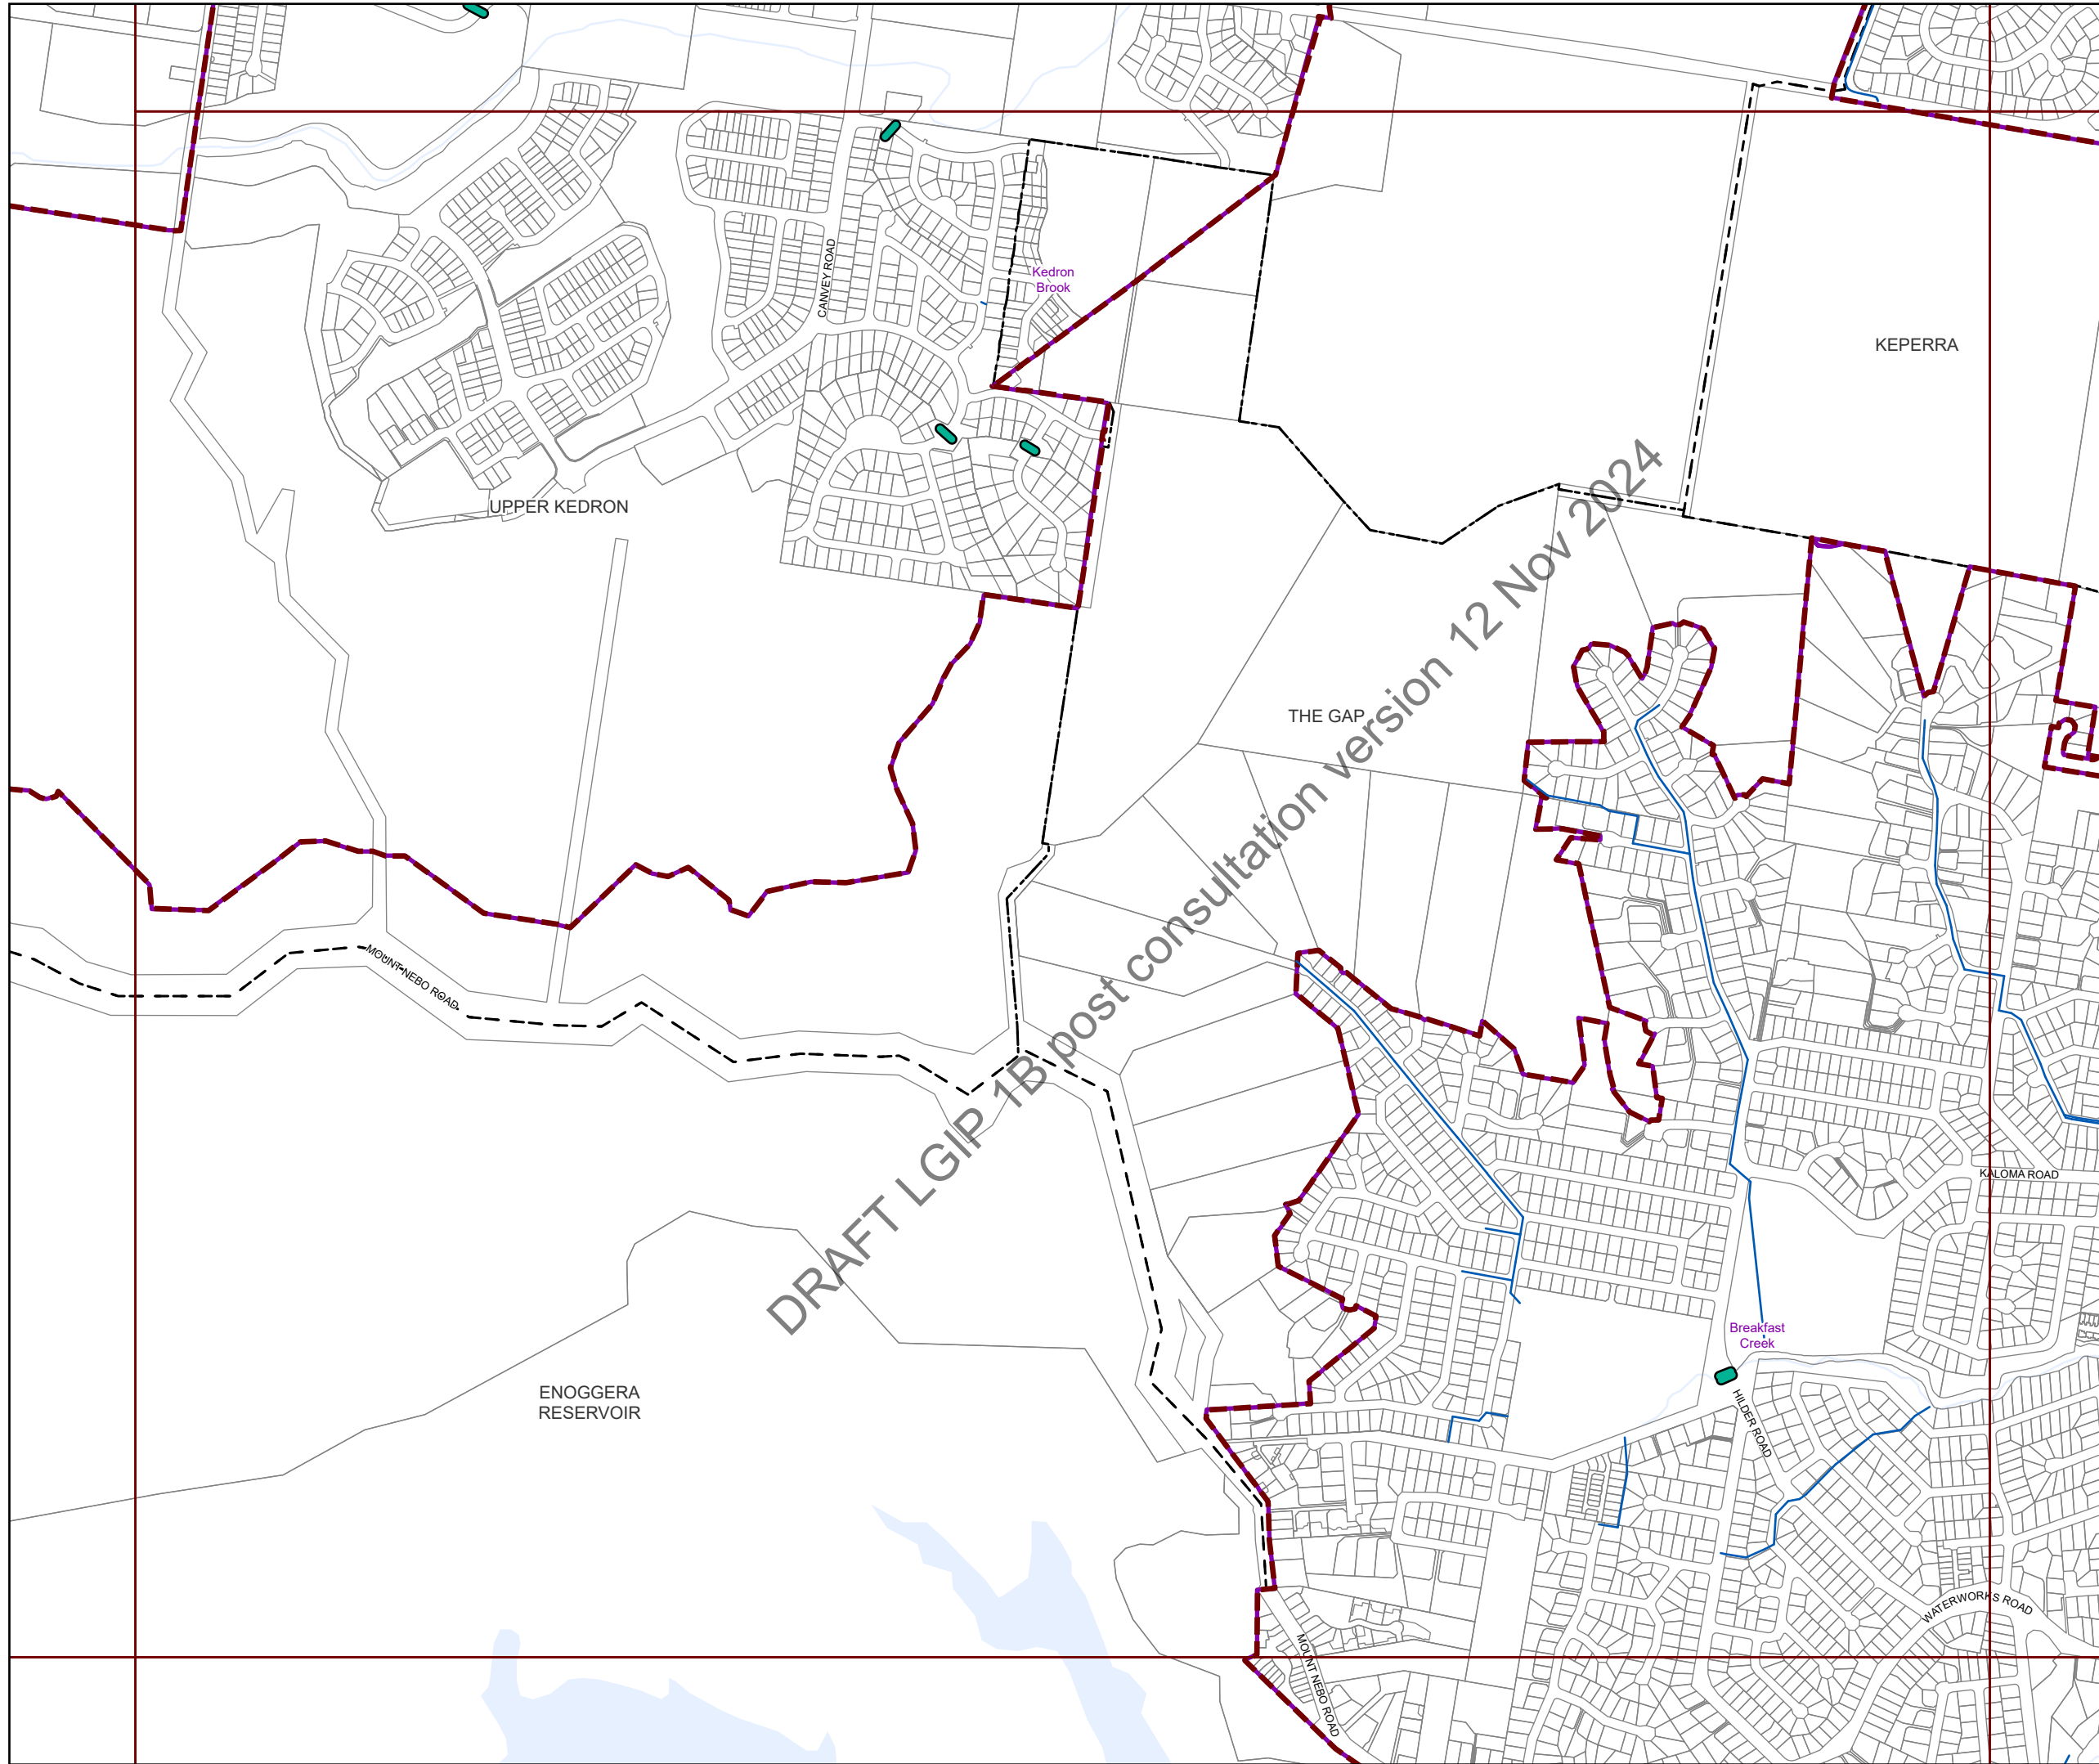 CANVEY ROAD
Kedron
Brook
KEPERRA
UPPER KEDRON
THE GAP
DRAFT LGIP 1B post consultation version 12 Nov 2024
MOUNT NEBO ROAD
KALOMA ROAD
Breakfast
Creek
ENOGGERA
RESERVOIR
HILDER ROAD
WATERWORKS ROAD
MOUNT NEBO ROAD